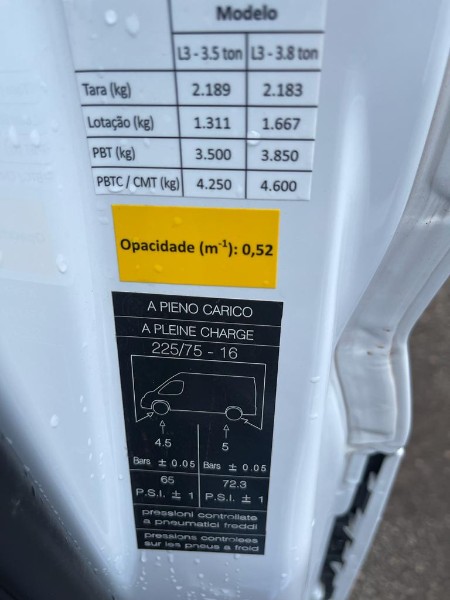 Modelo
L3 - 3.5 ton L3 - 3.8 ton
Tara (kg) 2.189 2.183
Lotação (kg) 1.311 1.667
PBT (kg) 3.500 3.850
PBTC / CMT (kg) 4.250 4.600
Opacidade (m⁻¹): 0,52
A PIENO CARICO
A PLEINE CHARGE
225/75 - 16
4.5 5
Bars ± 0.05 Bars ± 0.05
65 72.3
P.S.I. ± 1 P.S.I. ± 1
pressioni controllate
a pneumatici freddi
pressions controlees
sur les pneus a froid